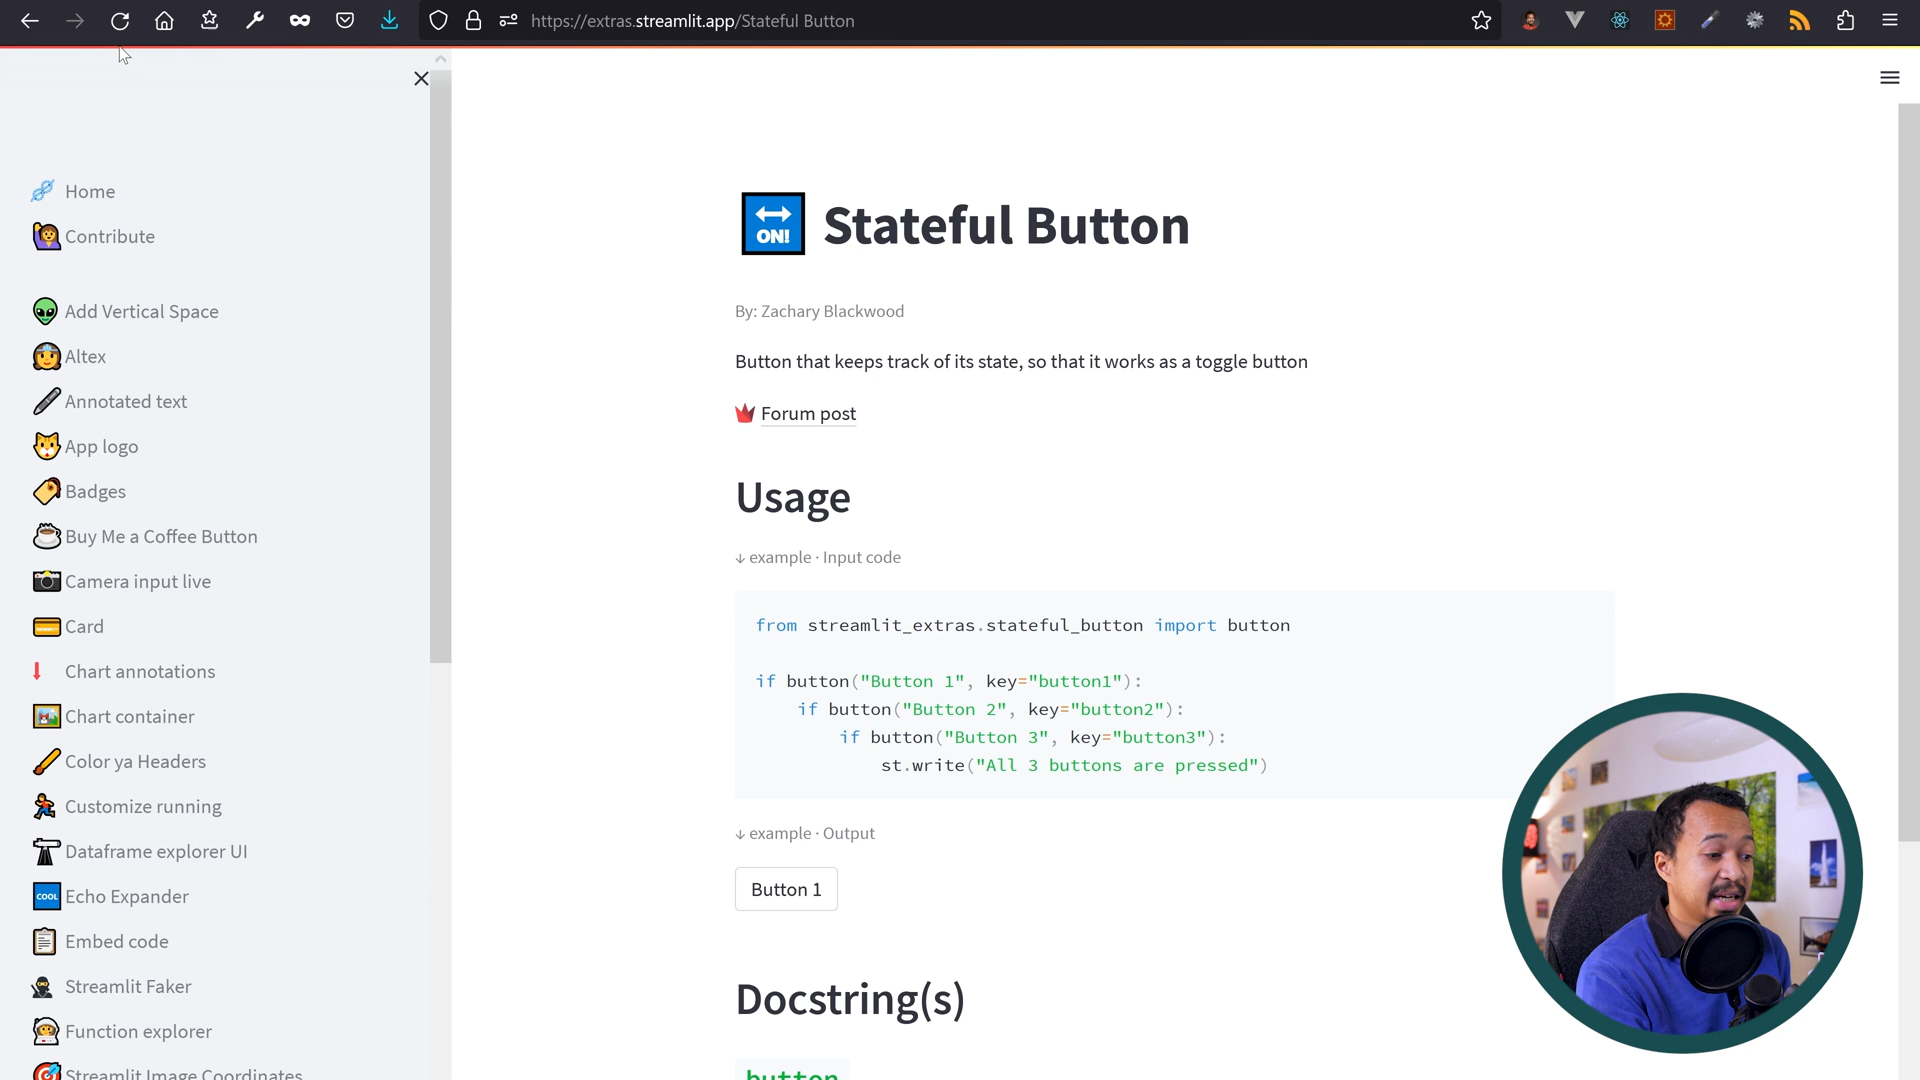 https://extras.streamlit.app/Stateful Button
Home
Contribute
Add Vertical Space
Altex
Annotated text
App logo
Badges
Buy Me a Coffee Button
Camera input live
Card
Chart annotations
Chart container
Color ya Headers
Customize running
Dataframe explorer UI
COOL Echo Expander
Embed code
Streamlit Faker
Function explorer
Streamlit Image Coordinates
ON! Stateful Button
By: Zachary Blackwood
Button that keeps track of its state, so that it works as a toggle button
Forum post
Usage
↓ example · Input code
from streamlit_extras.stateful_button import button
if button("Button 1", key="button1"):
if button("Button 2", key="button2"):
if button("Button 3", key="button3"):
st.write("All 3 buttons are pressed")
↓ example · Output
Button 1
Docstring(s)
button